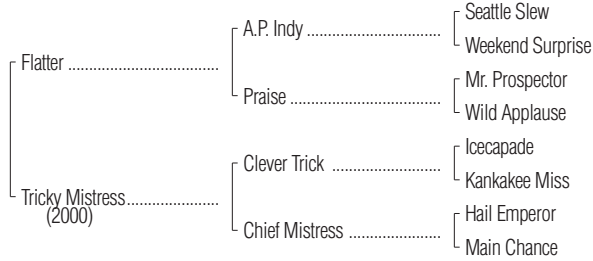 Seattle Slew
A.P. Indy ..................................
Weekend Surprise
Flatter ......................................
Mr. Prospector
Praise ......................................
Wild Applause
Icecapade
Clever Trick ...........................
Kankakee Miss
Tricky Mistress.......................
(2000)
Hail Emperor
Chief Mistress .......................
Main Chance